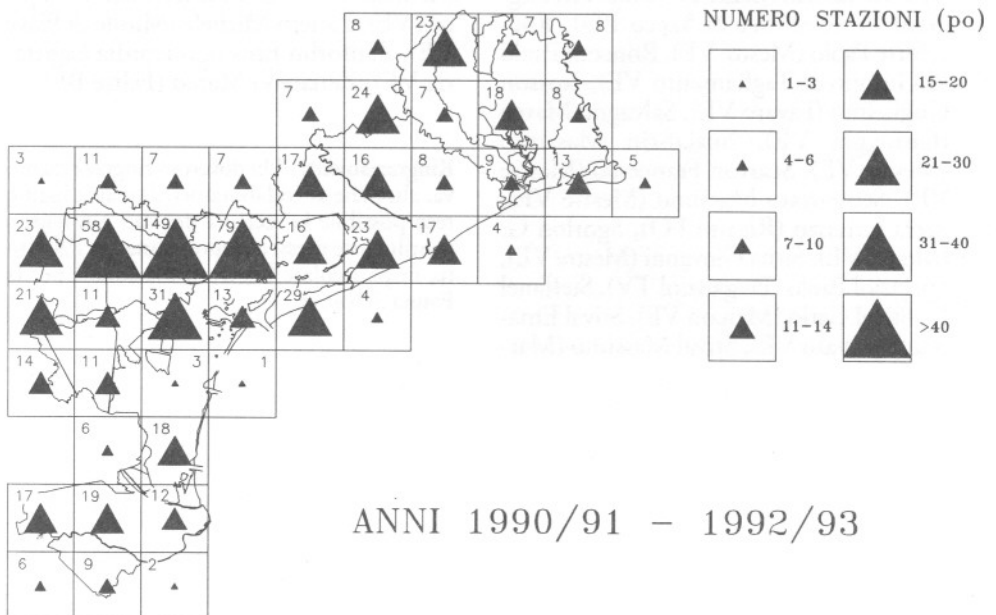 NUMERO STAZIONI (po)
8 23 7 8
1-3 15-20
7 24 7 18 8
4-6 21-30
3 11 7 7 17 16 8 9 13 5
23 58 149 79 16 23 17 4
7-10 31-40
21 11 31 13 29 4
11-14 >40
14 11 3 1
6 18
17 19 12
ANNI 1990/91 - 1992/93
6 9 2